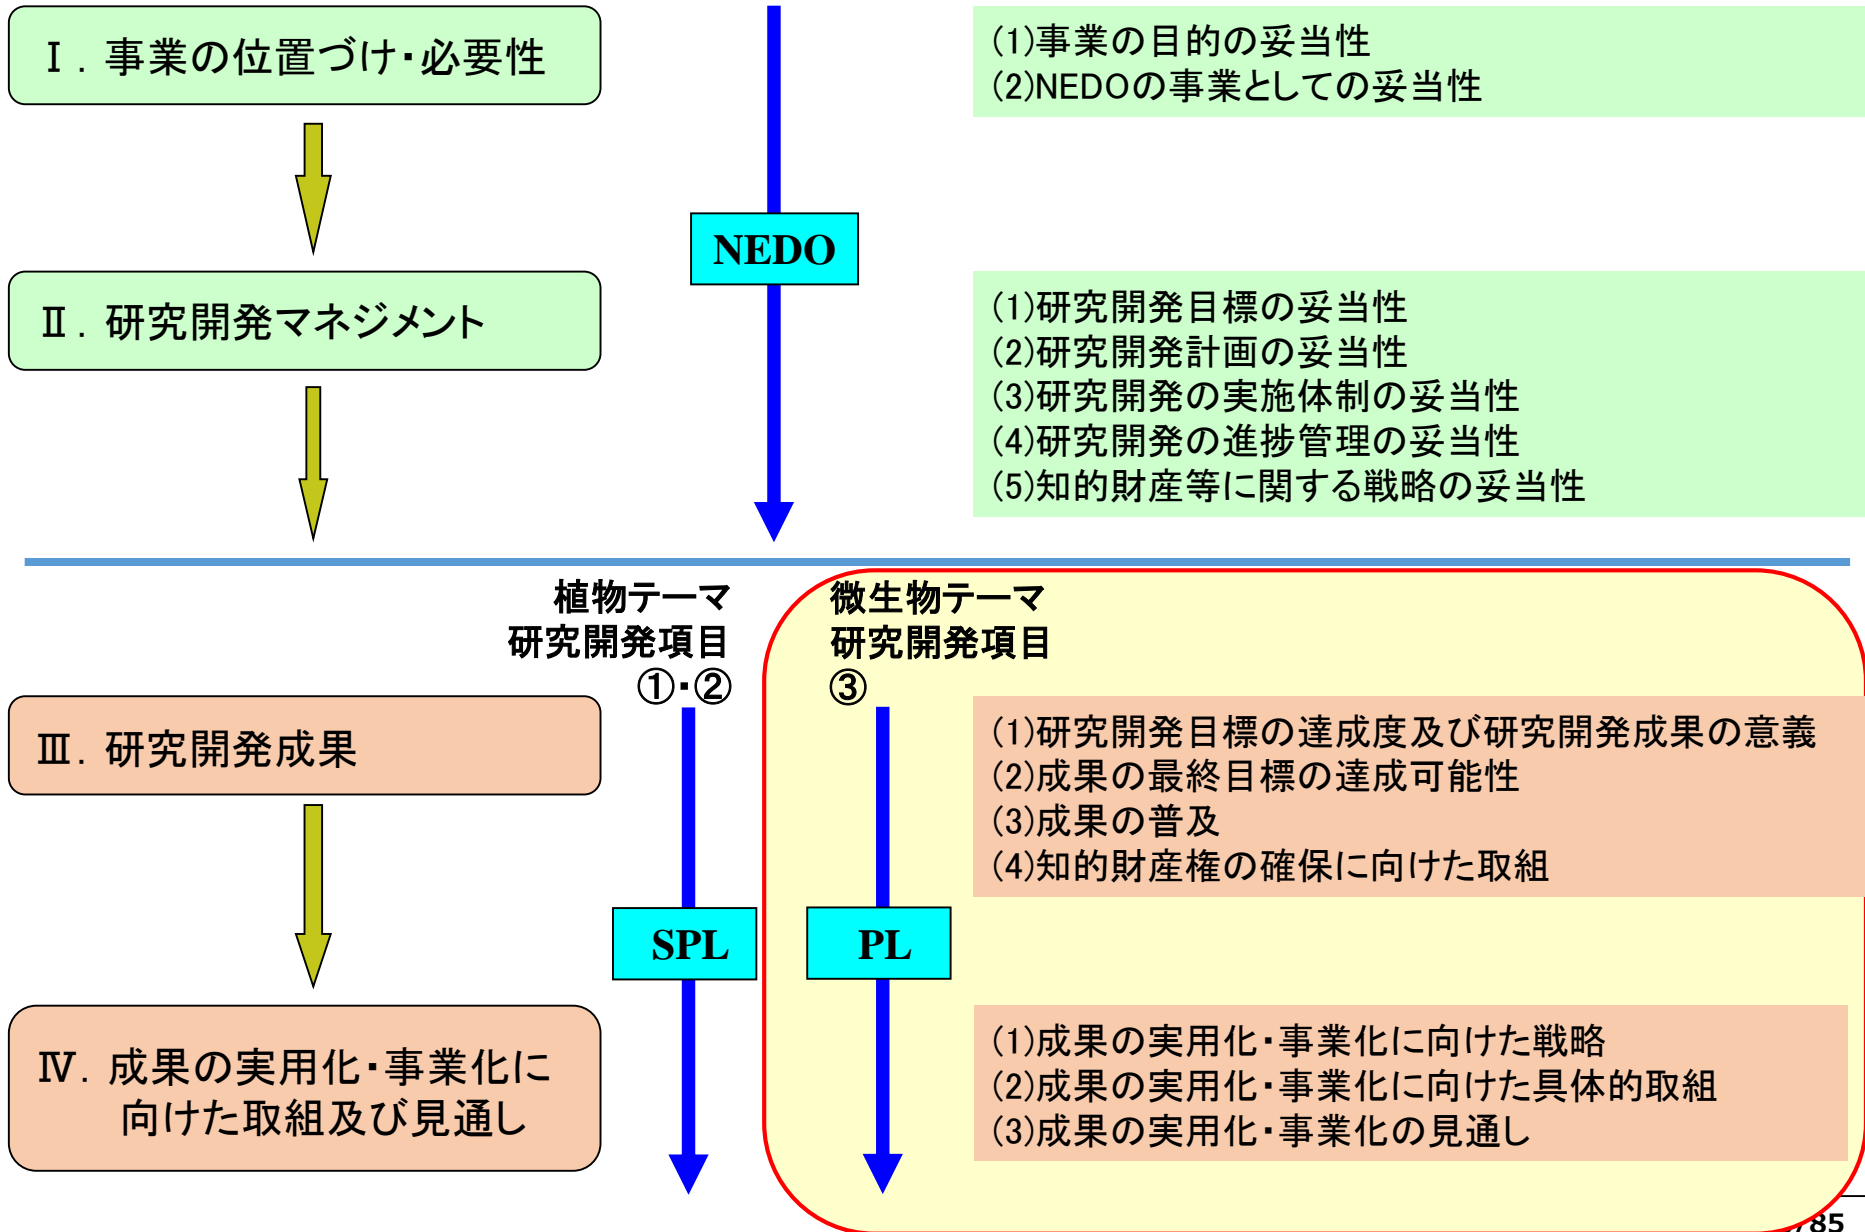 Ⅰ．事業の位置づけ・必要性
(1)事業の目的の妥当性
(2)NEDOの事業としての妥当性
NEDO
Ⅱ．研究開発マネジメント
(1)研究開発目標の妥当性
(2)研究開発計画の妥当性
(3)研究開発の実施体制の妥当性
(4)研究開発の進捗管理の妥当性
(5)知的財産等に関する戦略の妥当性
植物テーマ
研究開発項目
①・②
微生物テーマ
研究開発項目
③
Ⅲ．研究開発成果
(1)研究開発目標の達成度及び研究開発成果の意義
(2)成果の最終目標の達成可能性
(3)成果の普及
(4)知的財産権の確保に向けた取組
SPL
PL
Ⅳ．成果の実用化・事業化に
向けた取組及び見通し
(1)成果の実用化・事業化に向けた戦略
(2)成果の実用化・事業化に向けた具体的取組
(3)成果の実用化・事業化の見通し
/85